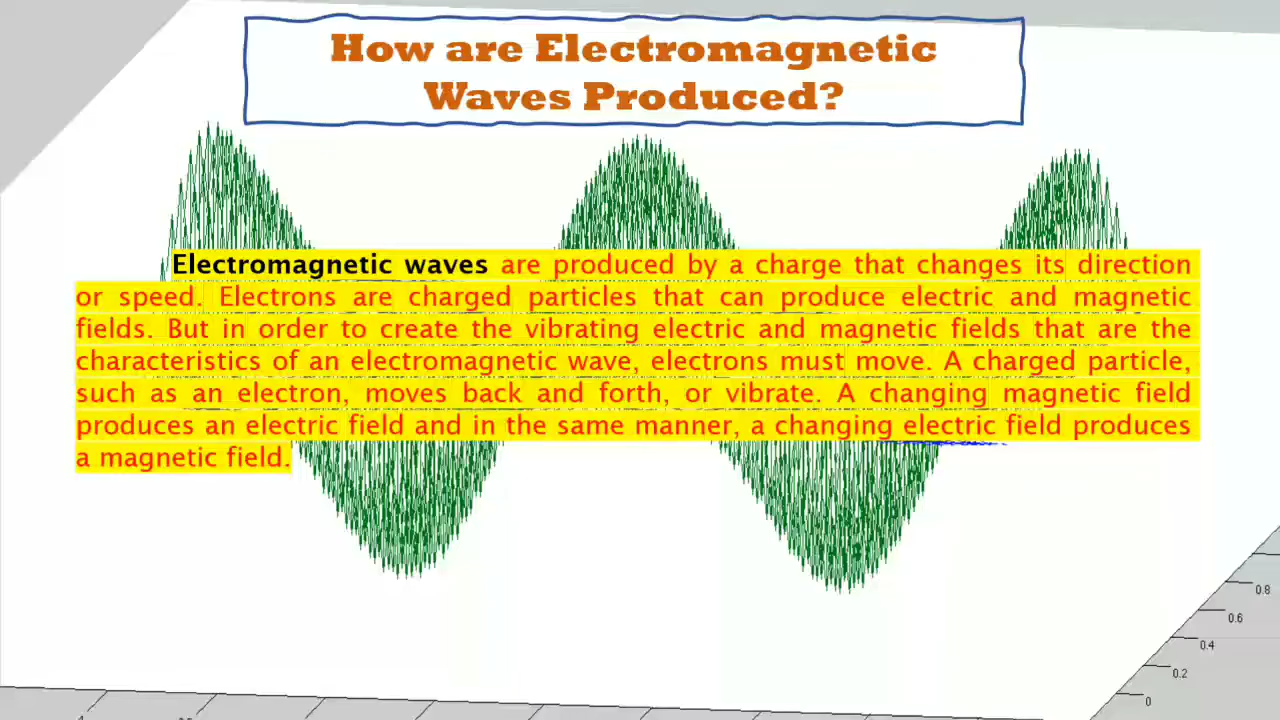 How are Electromagnetic
Waves Produced?
Electromagnetic waves are produced by a charge that changes its direction
or speed. Electrons are charged particles that can produce electric and magnetic
fields. But in order to create the vibrating electric and magnetic fields that are the
characteristics of an electromagnetic wave, electrons must move. A charged particle,
such as an electron, moves back and forth, or vibrate. A changing magnetic field
produces an electric field and in the same manner, a changing electric field produces
a magnetic field.
0.8
0.6
0.4
0.2
0